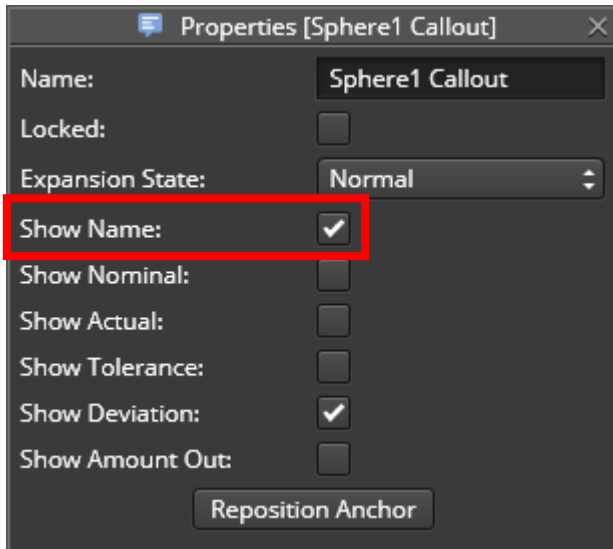 Properties [Sphere1 Callout]
Name: Sphere1 Callout
Locked:
Expansion State: Normal
Show Name:
Show Nominal:
Show Actual:
Show Tolerance:
Show Deviation:
Show Amount Out:
Reposition Anchor